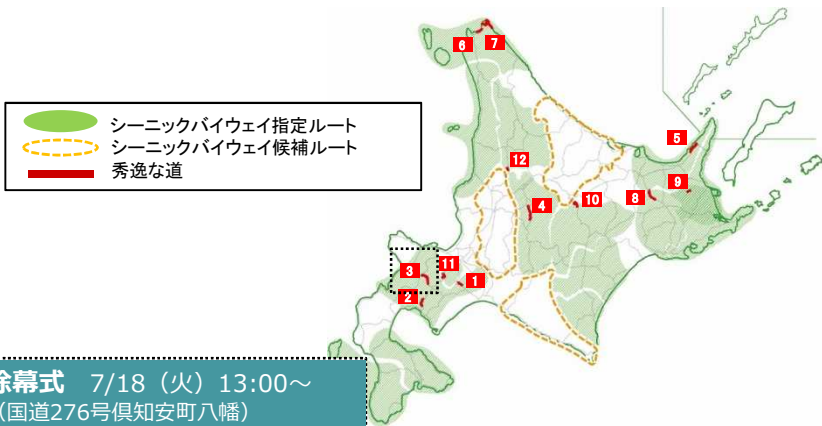 シーニックバイウェイ指定ルート
シーニックバイウェイ候補ルート
秀逸な道
6
7
5
12
9
8
4
10
3
11
1
2
除幕式 7/18(火)13:00~
(国道276号倶知安町八幡)